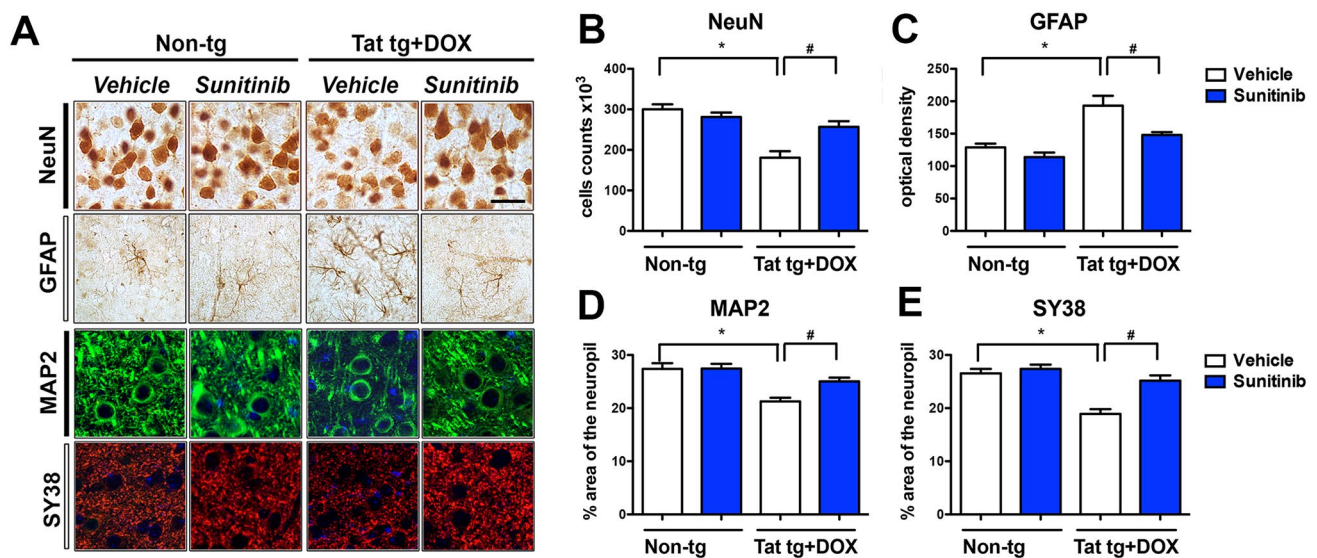 A
Non-tg
Tat tg+DOX
Vehicle
Sunitinib
Vehicle
Sunitinib
NeuN
GFAP
MAP2
SY38
B
NeuN
*
#
cells counts x10³
400
300
200
100
0
Non-tg
Tat tg+DOX
C
GFAP
*
#
optical density
250
200
150
100
50
0
Non-tg
Tat tg+DOX
Vehicle
Sunitinib
D
MAP2
*
#
% area of the neuropil
30
20
10
0
Non-tg
Tat tg+DOX
E
SY38
*
#
% area of the neuropil
30
20
10
0
Non-tg
Tat tg+DOX
Vehicle
Sunitinib